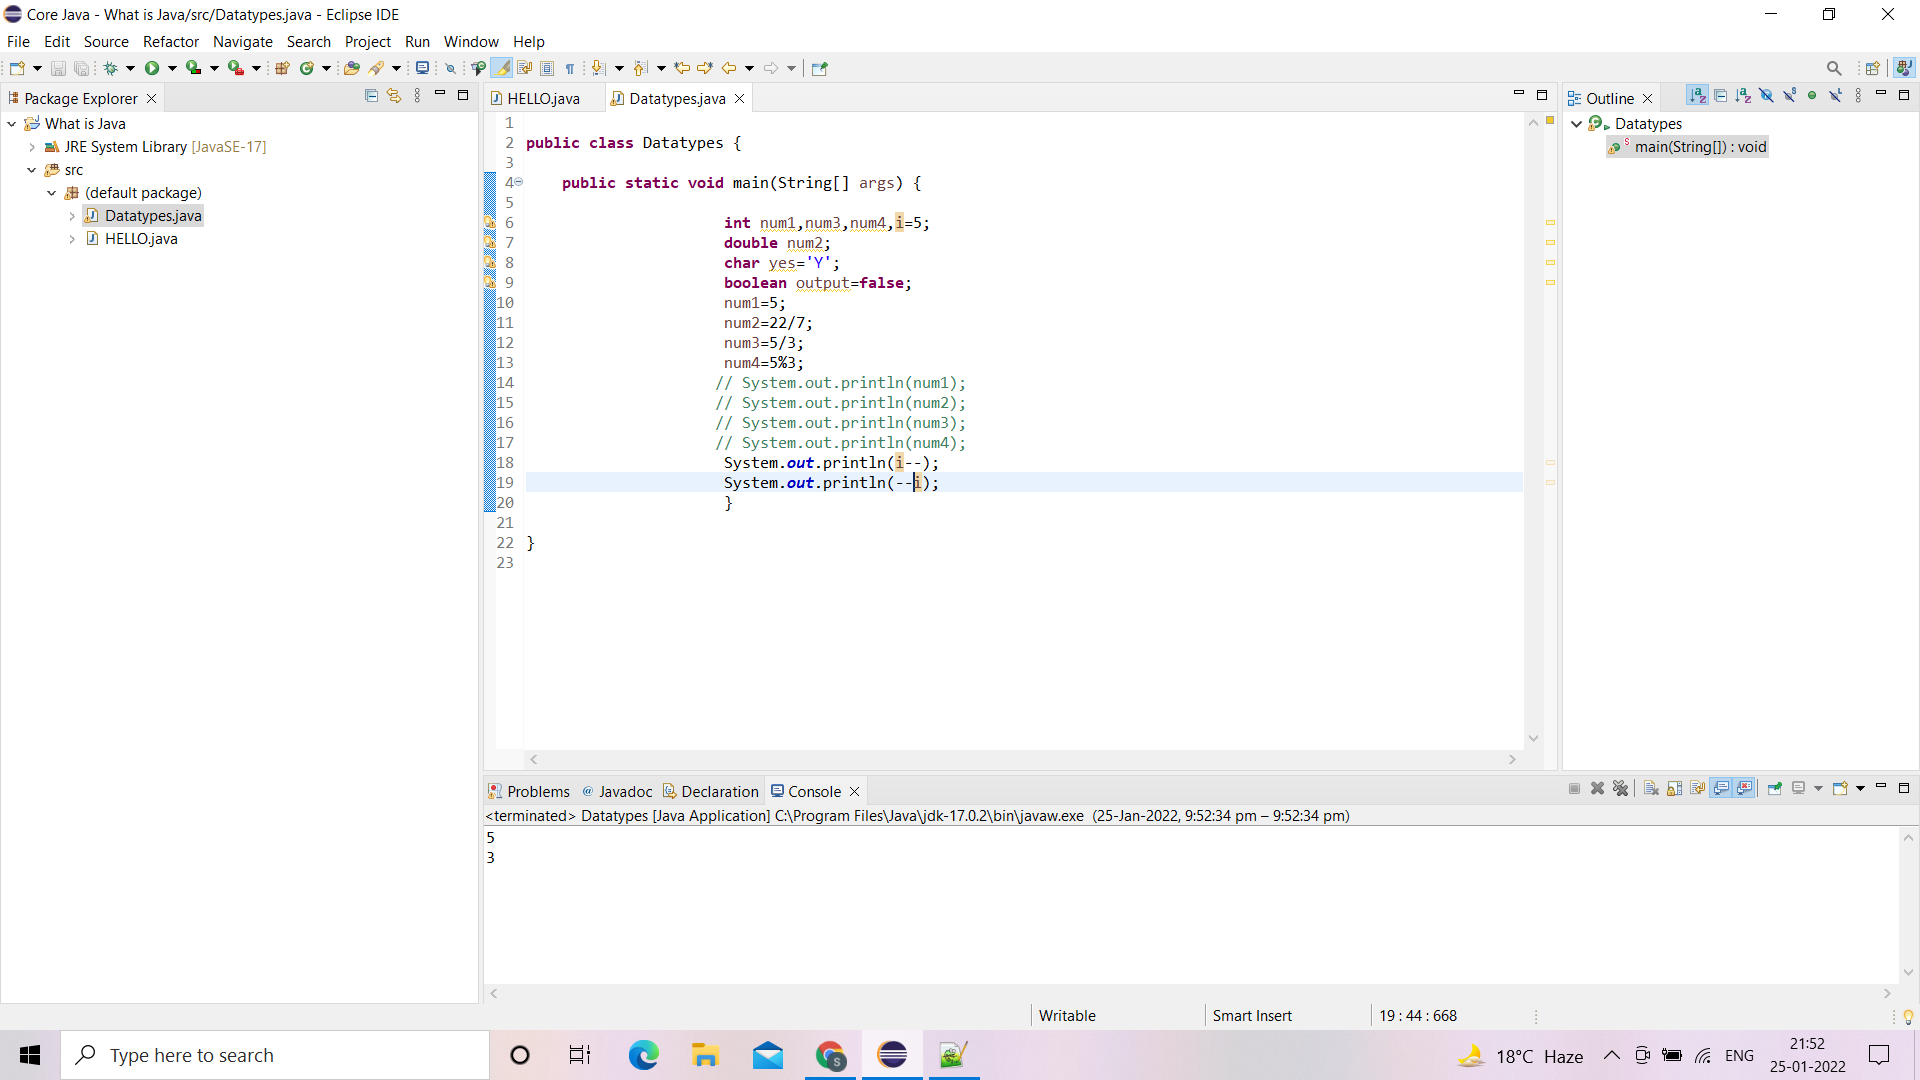 Core Java - What is Java/src/Datatypes.java - Eclipse IDE
File Edit Source Refactor Navigate Search Project Run Window Help
Package Explorer
What is Java
JRE System Library [JavaSE-17]
src
(default package)
Datatypes.java
HELLO.java
HELLO.java Datatypes.java
1
2 public class Datatypes {
3
4 public static void main(String[] args) {
5
6 int num1,num3,num4,i=5;
7 double num2;
8 char yes='Y';
9 boolean output=false;
10 num1=5;
11 num2=22/7;
12 num3=5/3;
13 num4=5%3;
14 // System.out.println(num1);
15 // System.out.println(num2);
16 // System.out.println(num3);
17 // System.out.println(num4);
18 System.out.println(i--);
19 System.out.println(--i);
20 }
21
22 }
23
Outline
Datatypes
main(String[]) : void
Problems @ Javadoc Declaration Console
<terminated> Datatypes [Java Application] C:\Program Files\Java\jdk-17.0.2\bin\javaw.exe (25-Jan-2022, 9:52:34 pm – 9:52:34 pm)
5
3
Writable Smart Insert 19 : 44 : 668
Type here to search
18°C Haze
ENG
21:52
25-01-2022